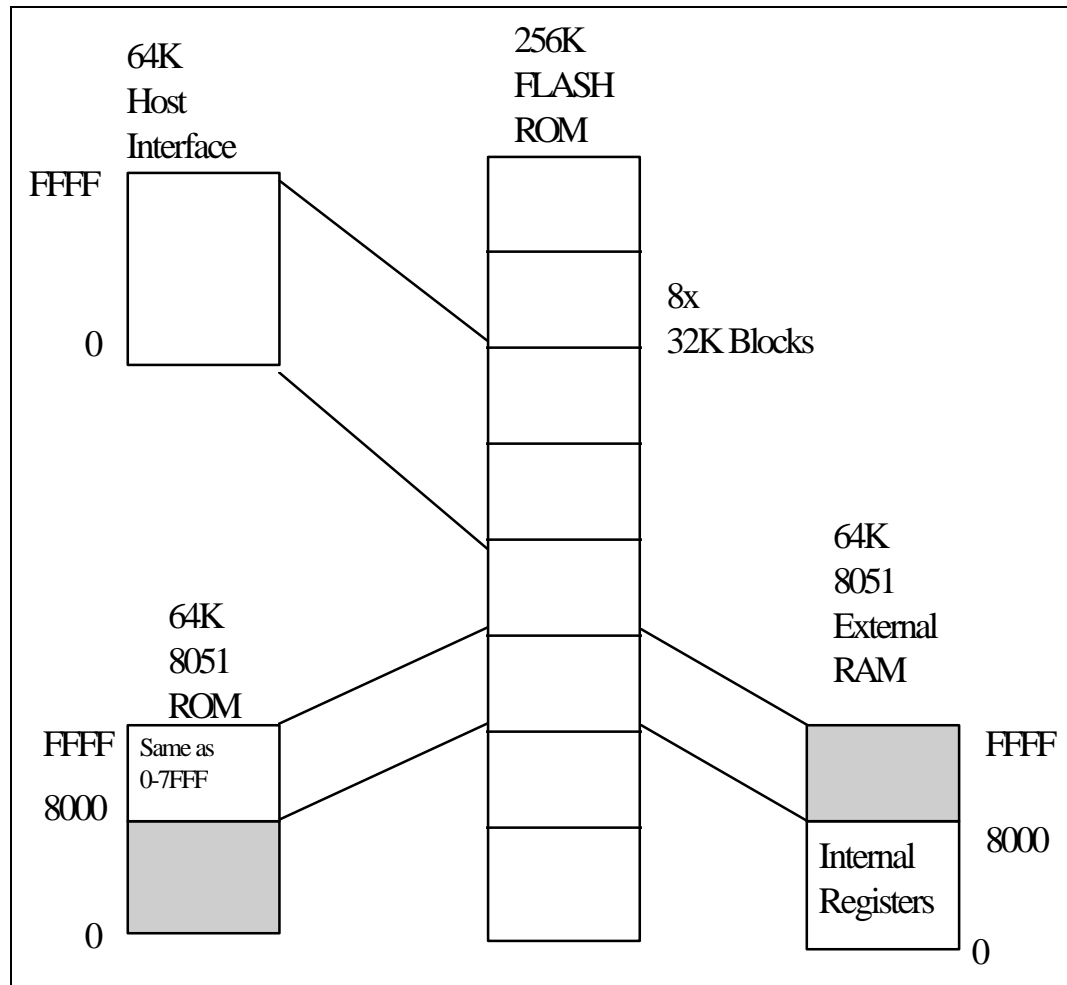 64K
Host
Interface
FFFF
0
256K
FLASH
ROM
8x
32K Blocks
64K
8051
ROM
FFFF
Same as
0-7FFF
8000
0
64K
8051
External
RAM
FFFF
8000
Internal
Registers
0